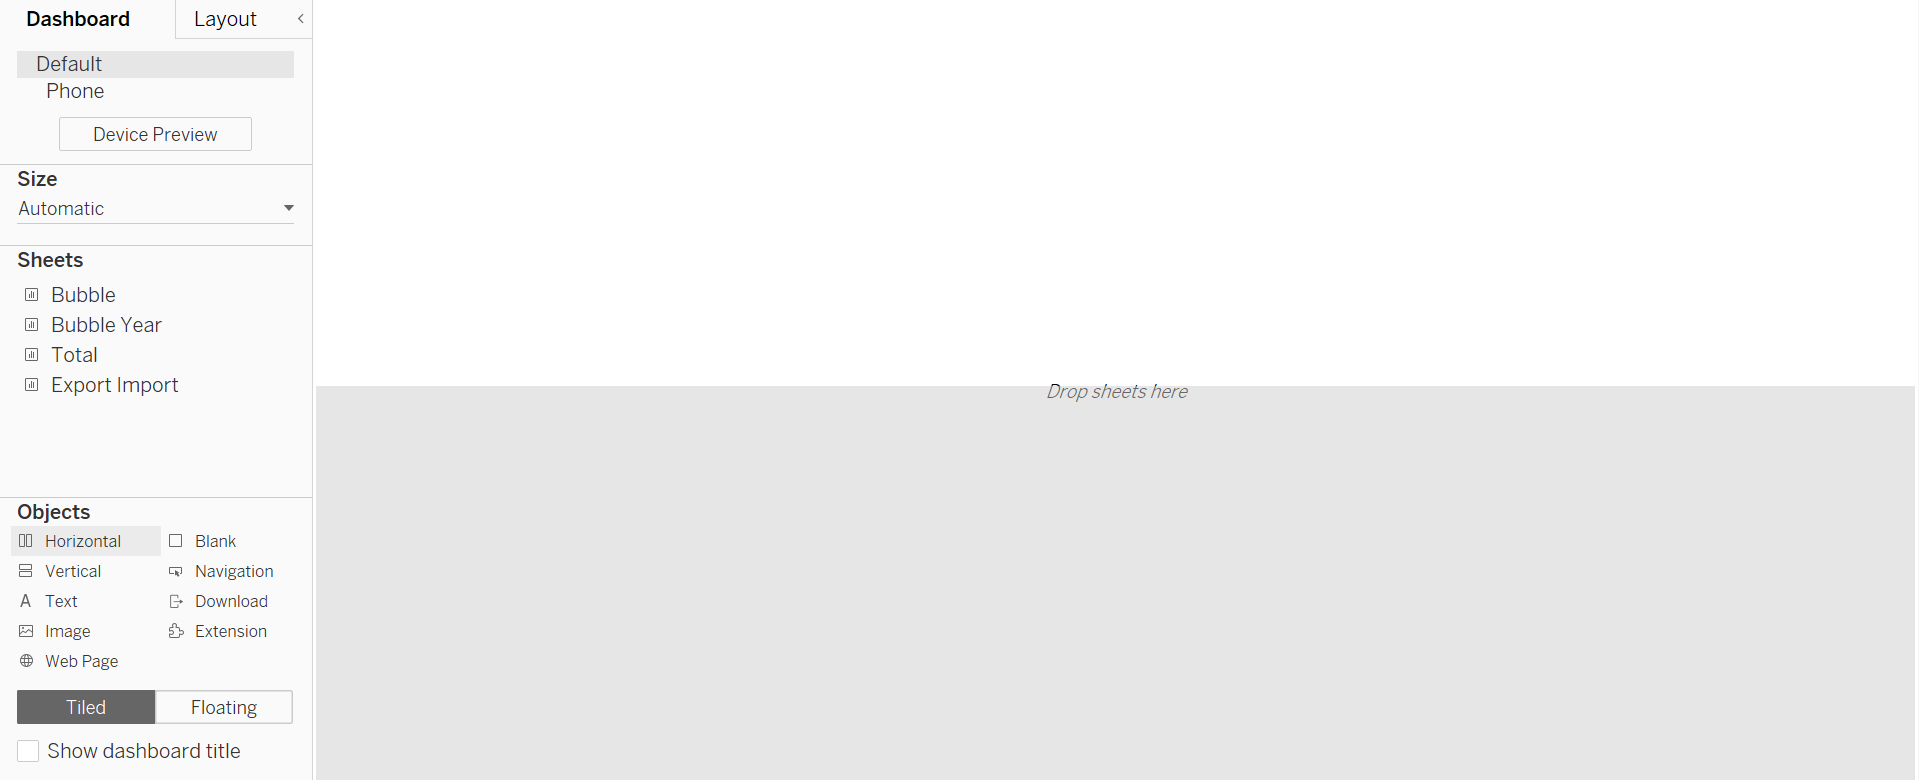 Dashboard
Layout
Default
Phone
Device Preview
Size
Automatic
Sheets
Bubble
Bubble Year
Total
Export Import
Drop sheets here
Objects
Horizontal
Blank
Vertical
Navigation
Text
Download
Image
Extension
Web Page
Tiled
Floating
Show dashboard title